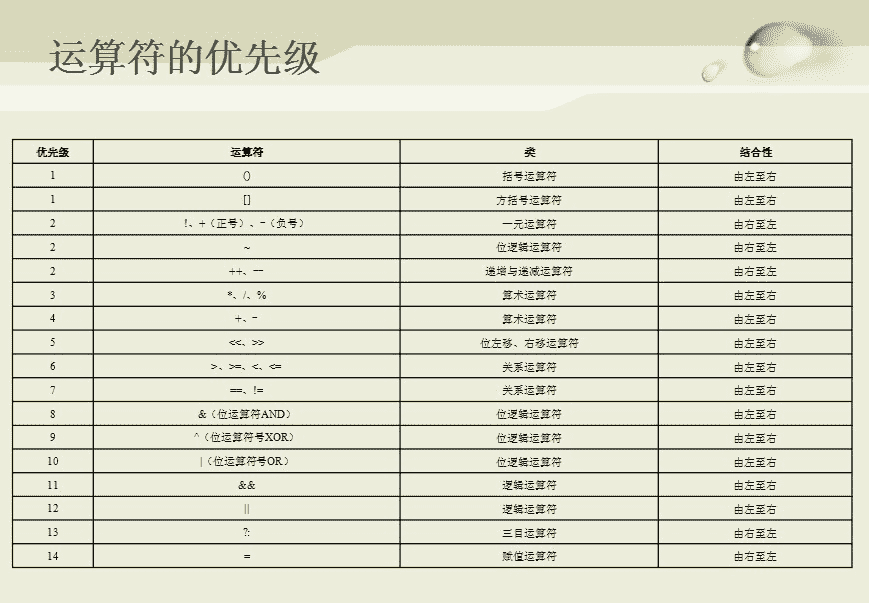 运算符的优先级
优先级 运算符 类 结合性
1 () 括号运算符 由左至右
1 [] 方括号运算符 由左至右
2 !、+（正号）、-（负号） 一元运算符 由右至左
2 ~ 位逻辑运算符 由右至左
2 ++、-- 递增与递减运算符 由右至左
3 *、/、% 算术运算符 由左至右
4 +、- 算术运算符 由左至右
5 <<、>> 位左移、右移运算符 由左至右
6 >、>=、<、<= 关系运算符 由左至右
7 ==、!= 关系运算符 由左至右
8 &（位运算符AND） 位逻辑运算符 由左至右
9 ^（位运算符号XOR） 位逻辑运算符 由左至右
10 |（位运算符号OR） 位逻辑运算符 由左至右
11 && 逻辑运算符 由左至右
12 || 逻辑运算符 由左至右
13 ?: 三目运算符 由右至左
14 = 赋值运算符 由右至左